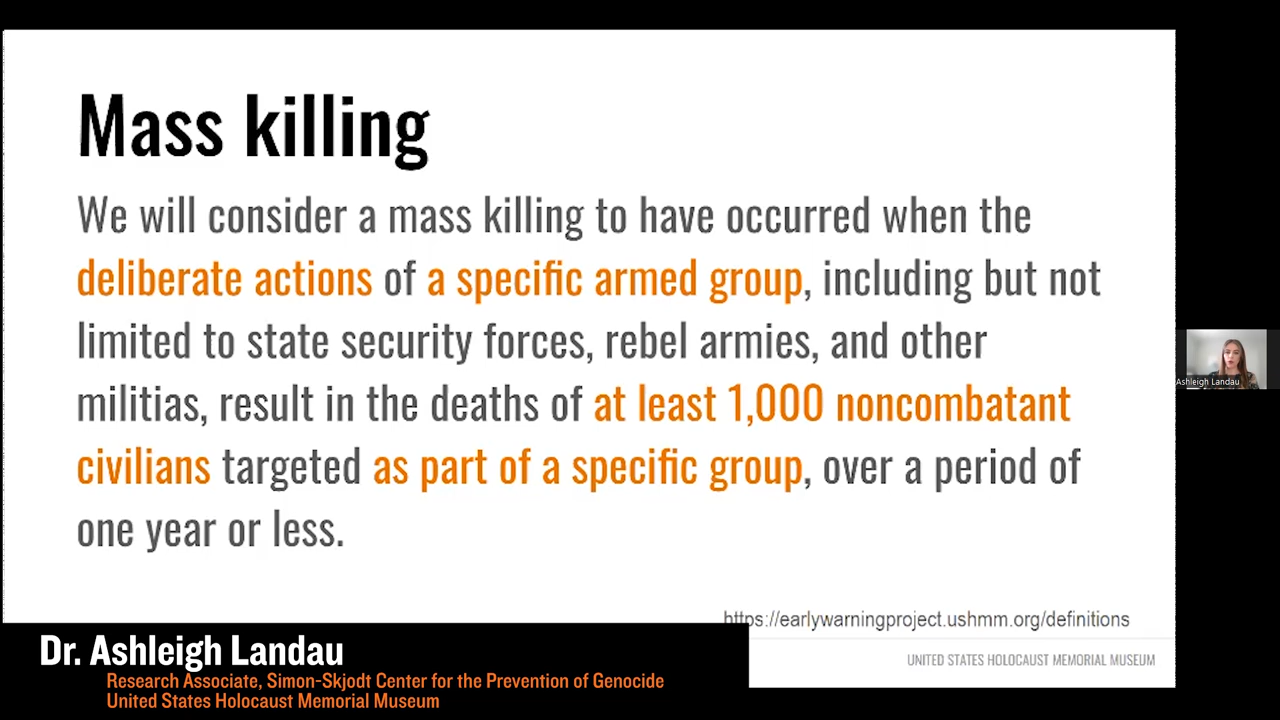 Mass killing
We will consider a mass killing to have occurred when the
deliberate actions of a specific armed group, including but not
limited to state security forces, rebel armies, and other
militias, result in the deaths of at least 1,000 noncombatant
civilians targeted as part of a specific group, over a period of
one year or less.
https://earlywarningproject.ushmm.org/definitions
UNITED STATES HOLOCAUST MEMORIAL MUSEUM
Ashleigh Landau
Dr. Ashleigh Landau
Research Associate, Simon-Skjodt Center for the Prevention of Genocide
United States Holocaust Memorial Museum